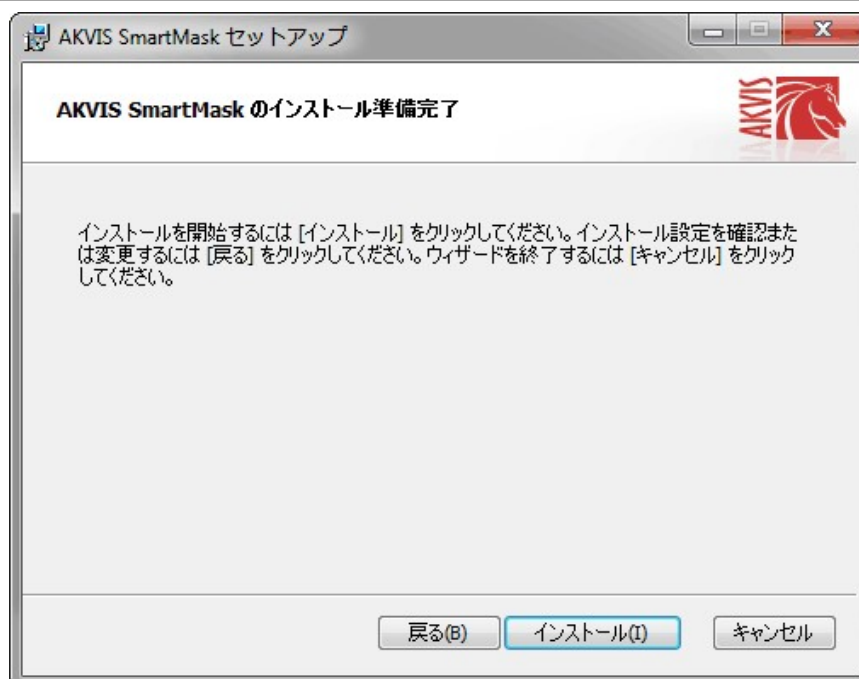 AKVIS SmartMask セットアップ
AKVIS SmartMask のインストール準備完了
AKVIS
インストールを開始するには [インストール] をクリックしてください。インストール設定を確認また
は変更するには [戻る] をクリックしてください。ウィザードを終了するには [キャンセル] をクリック
してください。
戻る(B)
インストール(I)
キャンセル